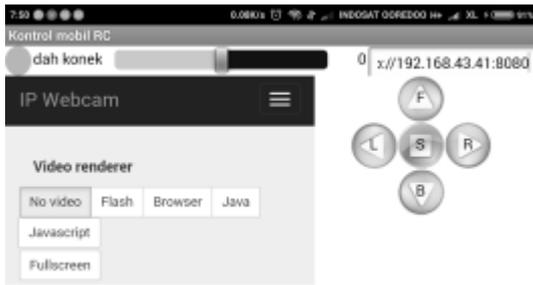 7:50 0.08K/s INDOSAT OOREDOO H+ XL 91%
Kontrol mobil RC
dah konek 0 x://192.168.43.41:8080
IP Webcam
F
L S R
B
Video renderer
No video Flash Browser Java
Javascript
Fullscreen